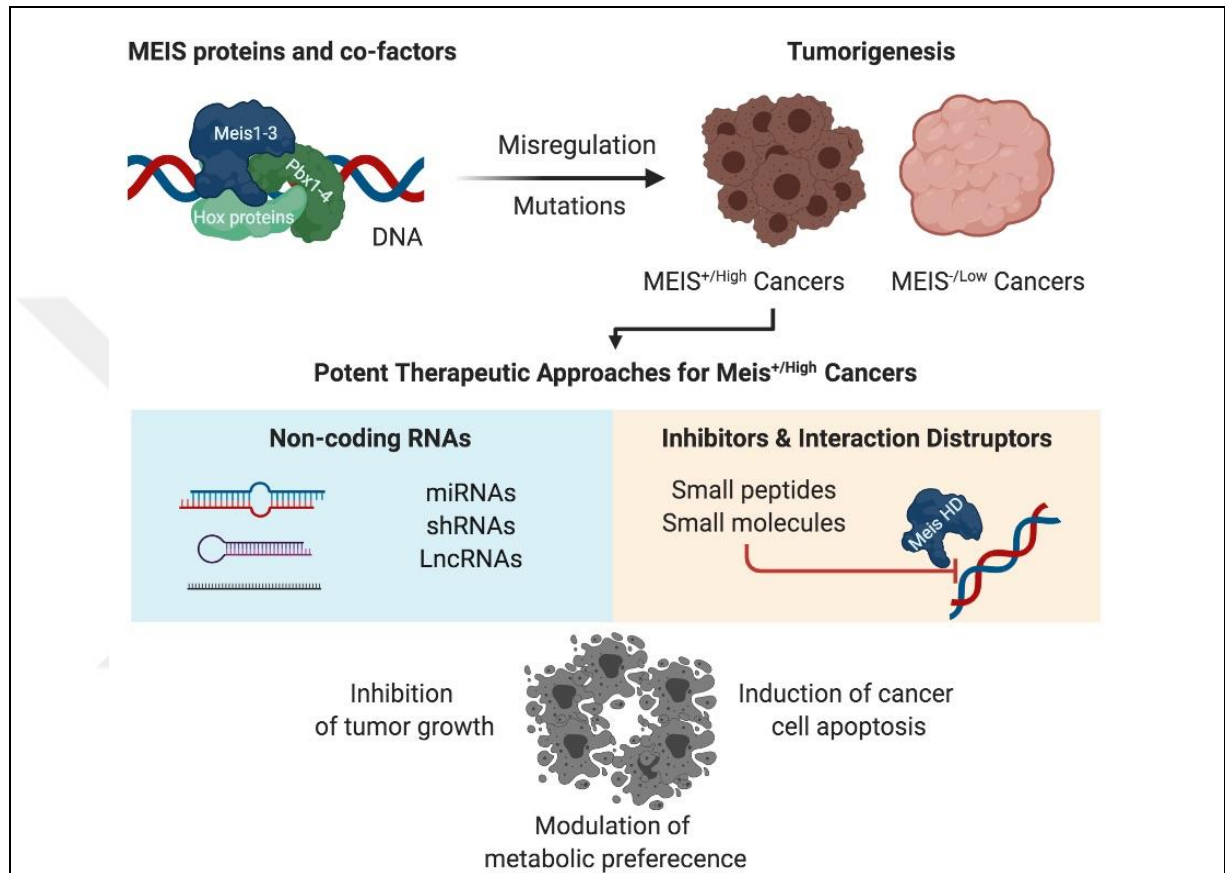 MEIS proteins and co-factors
Tumorigenesis
Meis1-3
Pbx1-4
Hox proteins
DNA
Misregulation
Mutations
MEIS+/High Cancers
MEIS-/Low Cancers
Potent Therapeutic Approaches for Meis+/High Cancers
Non-coding RNAs
miRNAs
shRNAs
LncRNAs
Inhibitors & Interaction Distruptors
Small peptides
Small molecules
Meis HD
Inhibition
of tumor growth
Induction of cancer
cell apoptosis
Modulation of
metabolic preferecence